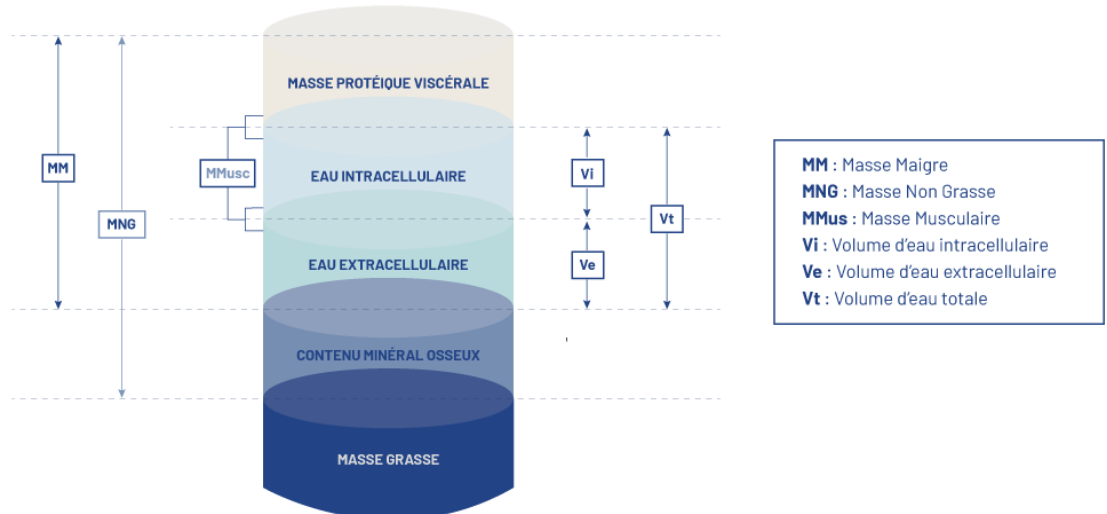 MASSE PROTÉIQUE VISCÉRALE
MM
MMusc
EAU INTRACELLULAIRE
Vi
MNG
Vt
EAU EXTRACELLULAIRE
Ve
CONTENU MINÉRAL OSSEUX
MASSE GRASSE
MM : Masse Maigre
MNG : Masse Non Grasse
MMus : Masse Musculaire
Vi : Volume d'eau intracellulaire
Ve : Volume d'eau extracellulaire
Vt : Volume d'eau totale